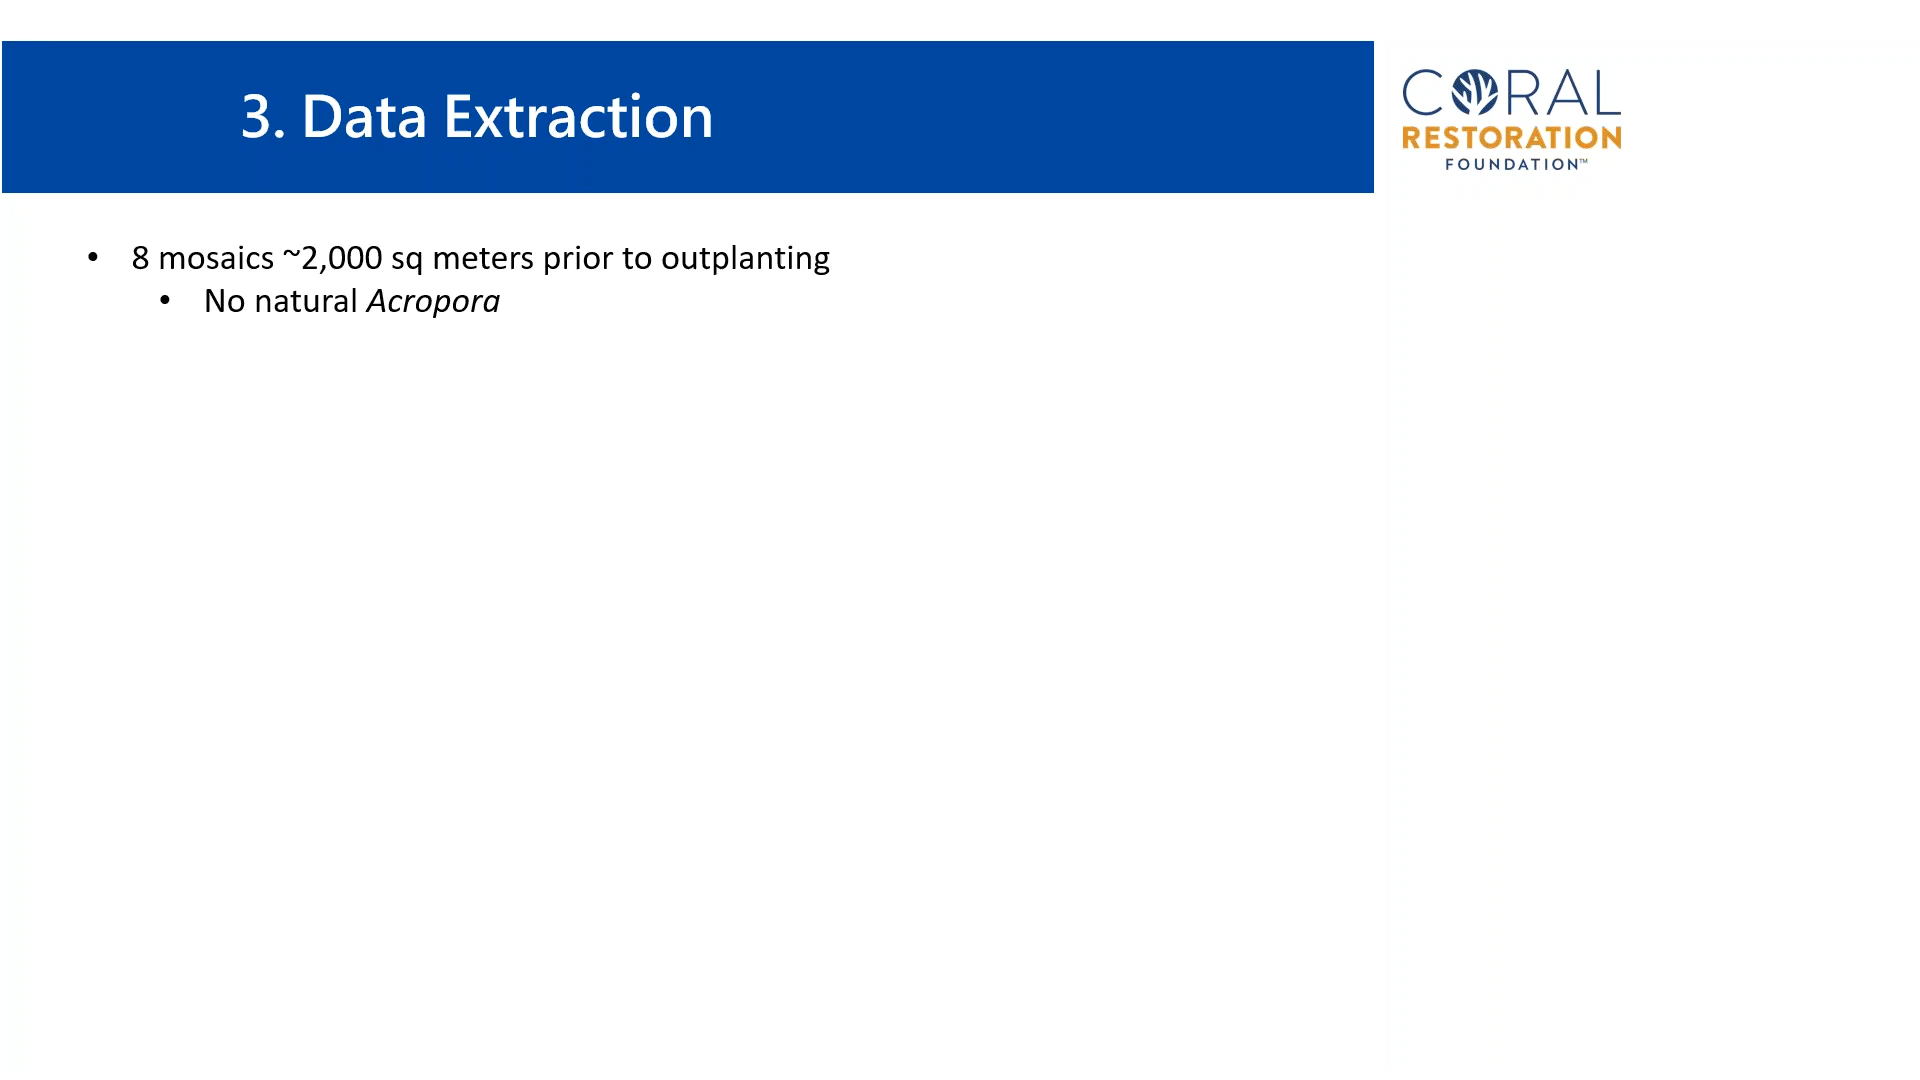 3. Data Extraction
CORAL
RESTORATION
FOUNDATION™
• 8 mosaics ~2,000 sq meters prior to outplanting
• No natural Acropora